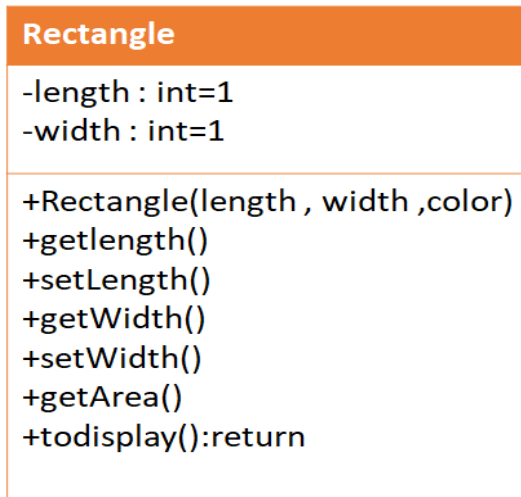 Rectangle
-length : int=1
-width : int=1
+Rectangle(length , width ,color)
+getlength()
+setLength()
+getWidth()
+setWidth()
+getArea()
+todisplay():return